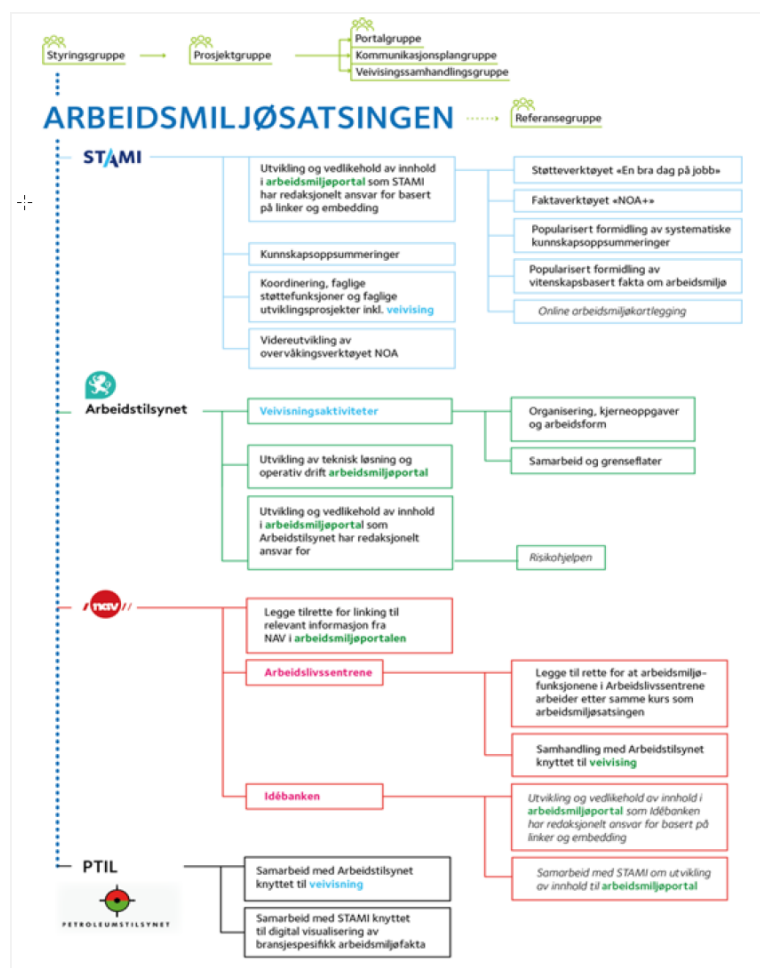 Styringsgruppe
Prosjektgruppe
Portalgruppe
Kommunikasjonsplangruppe
Veivisingssamhandlingsgruppe
ARBEIDSMILJØSATSINGEN
Referansegruppe
STAMI
Utvikling og vedlikehold av innhold
i arbeidsmiljøportal som STAMI
har redaksjonelt ansvar for basert
på linker og embedding
Støtteverktøyet «En bra dag på jobb»
Faktaverktøyet «NOA+»
Popularisert formidling av systematiske
kunnskapsoppsummeringer
Popularisert formidling av
vitenskapsbasert fakta om arbeidsmiljø
Online arbeidsmiljøkartlegging
Kunnskapsoppsummeringer
Koordinering, faglige
støttefunksjoner og faglige
utviklingsprosjekter inkl. veivising
Videreutvikling av
overvåkingsverktøyet NOA
Arbeidstilsynet
Veivisningsaktiviteter
Organisering, kjerneoppgaver
og arbeidsform
Samarbeid og grenseflater
Utvikling av teknisk løsning og
operativ drift arbeidsmiljøportal
Utvikling og vedlikehold av innhold
i arbeidsmiljøportal som
Arbeidstilsynet har redaksjonelt
ansvar for
Risikohjelpen
nav
Legge tilrette for linking til
relevant informasjon fra
NAV i arbeidsmiljøportalen
Arbeidslivssentrene
Legge til rette for at arbeidsmiljø-
funksjonene i Arbeidslivssentrene
arbeider etter samme kurs som
arbeidsmiljøsatsingen
Samhandling med Arbeidstilsynet
knyttet til veivising
Idébanken
Utvikling og vedlikehold av innhold i
arbeidsmiljøportal som Idébanken
har redaksjonelt ansvar for basert på
linker og embedding
Samarbeid med STAMI om utvikling
av innhold til arbeidsmiljøportal
PTIL
PETROLEUMSTILSYNET
Samarbeid med Arbeidstilsynet
knyttet til veivisning
Samarbeid med STAMI knyttet
til digital visualisering av
bransjespesifikk arbeidsmiljøfakta